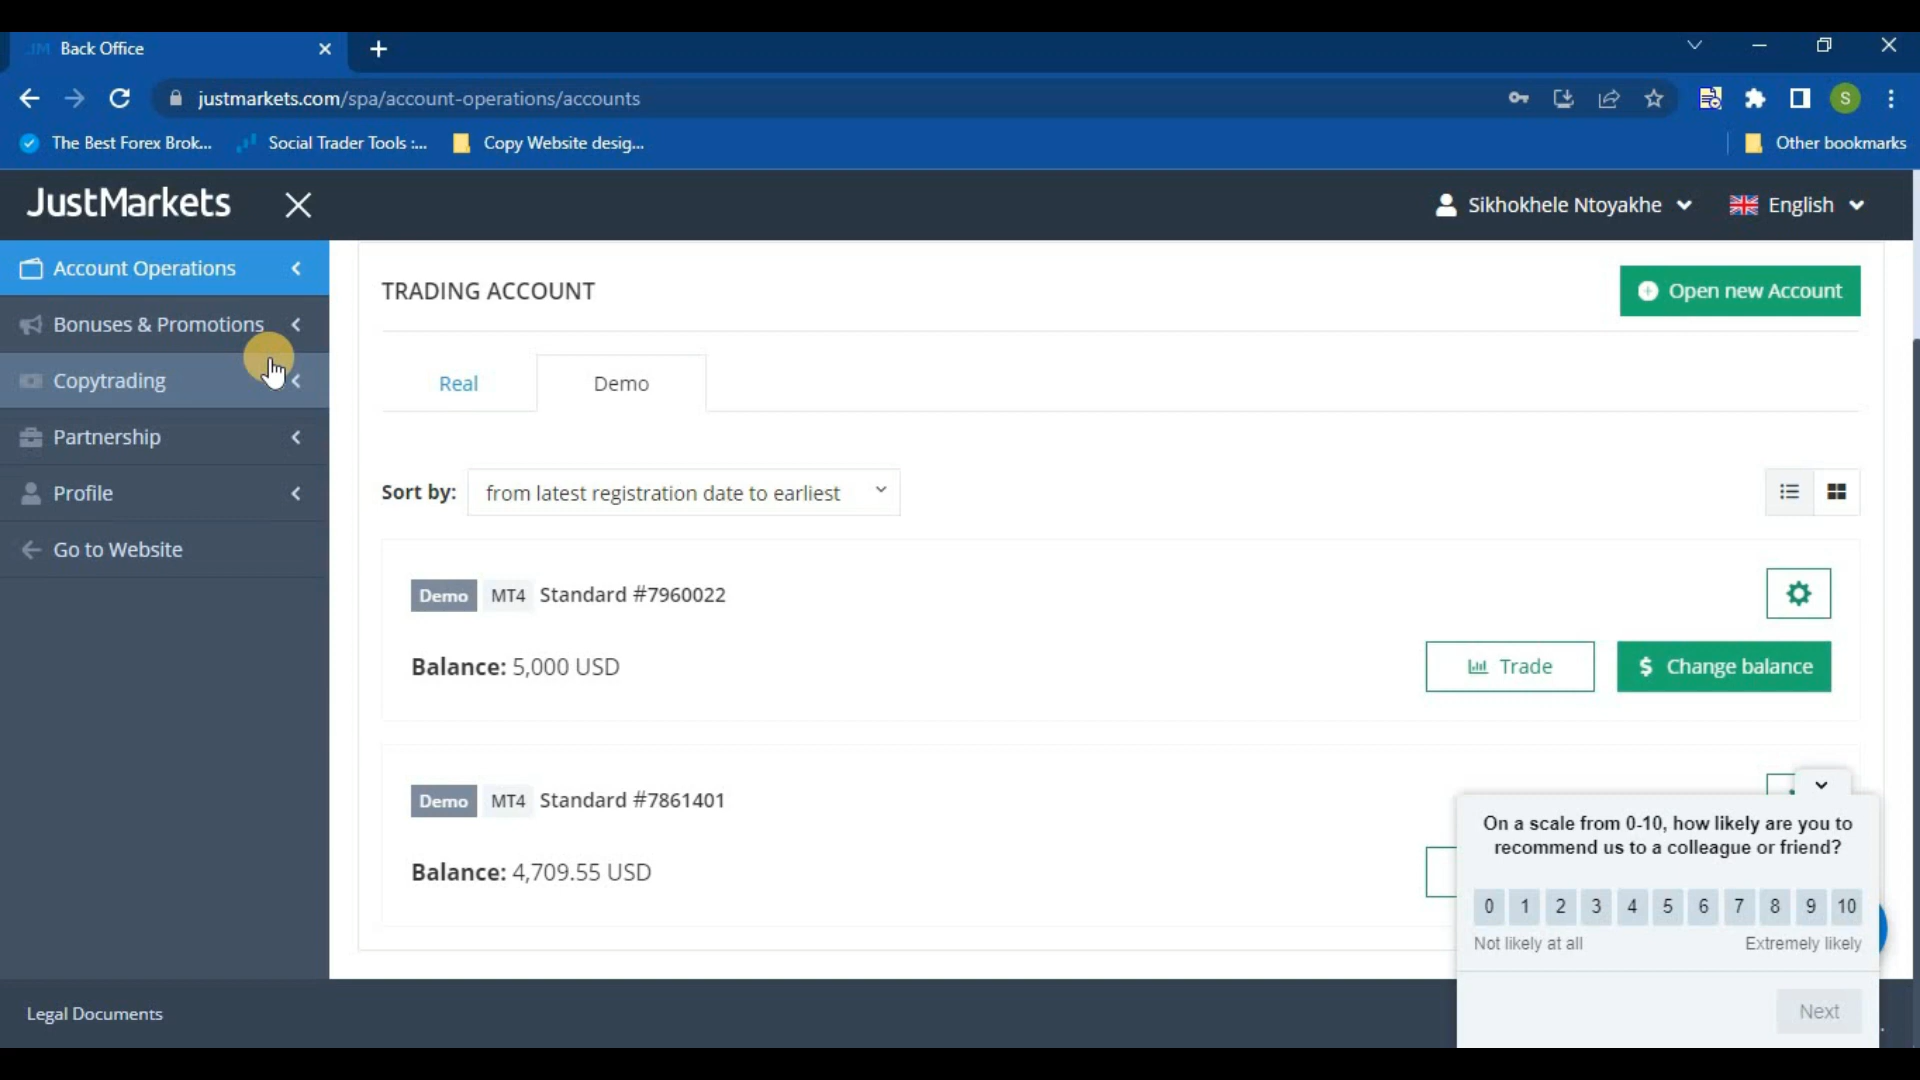 Back Office
justmarkets.com/spa/account-operations/accounts
S
The Best Forex Brok...
Social Trader Tools :...
Copy Website desig...
Other bookmarks
JustMarkets
Sikhokhele Ntoyakhe
English
Account Operations
Bonuses & Promotions
Copytrading
Partnership
Profile
Go to Website
TRADING ACCOUNT
Open new Account
Real
Demo
Sort by:
from latest registration date to earliest
Demo MT4 Standard #7960022
Balance: 5,000 USD
Trade
$ Change balance
Demo MT4 Standard #7861401
Balance: 4,709.55 USD
On a scale from 0-10, how likely are you to
recommend us to a colleague or friend?
0 1 2 3 4 5 6 7 8 9 10
Not likely at all
Extremely likely
Next
Legal Documents